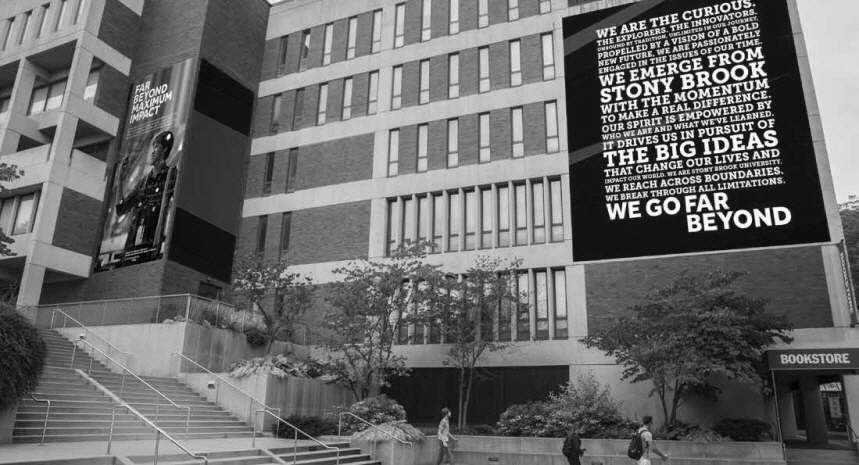 FAR
BEYOND
MAXIMUM
IMPACT
WE ARE THE CURIOUS.
THE EXPLORERS. THE INNOVATORS.
UNBOUND BY TRADITION. UNLIMITED IN OUR JOURNEY.
PROPELLED BY A VISION OF A BOLD
NEW FUTURE, WE ARE PASSIONATELY
ENGAGED IN THE ISSUES OF OUR TIME.
WE EMERGE FROM
STONY BROOK
WITH THE MOMENTUM
TO MAKE A REAL DIFFERENCE.
OUR SPIRIT IS EMPOWERED BY
WHO WE ARE AND WHAT WE'VE LEARNED.
IT DRIVES US IN PURSUIT OF
THE BIG IDEAS
THAT CHANGE OUR LIVES AND
IMPACT OUR WORLD. WE ARE STONY BROOK UNIVERSITY.
WE REACH ACROSS BOUNDARIES.
WE BREAK THROUGH ALL LIMITATIONS.
WE GO FAR
BEYOND
BOOKSTORE